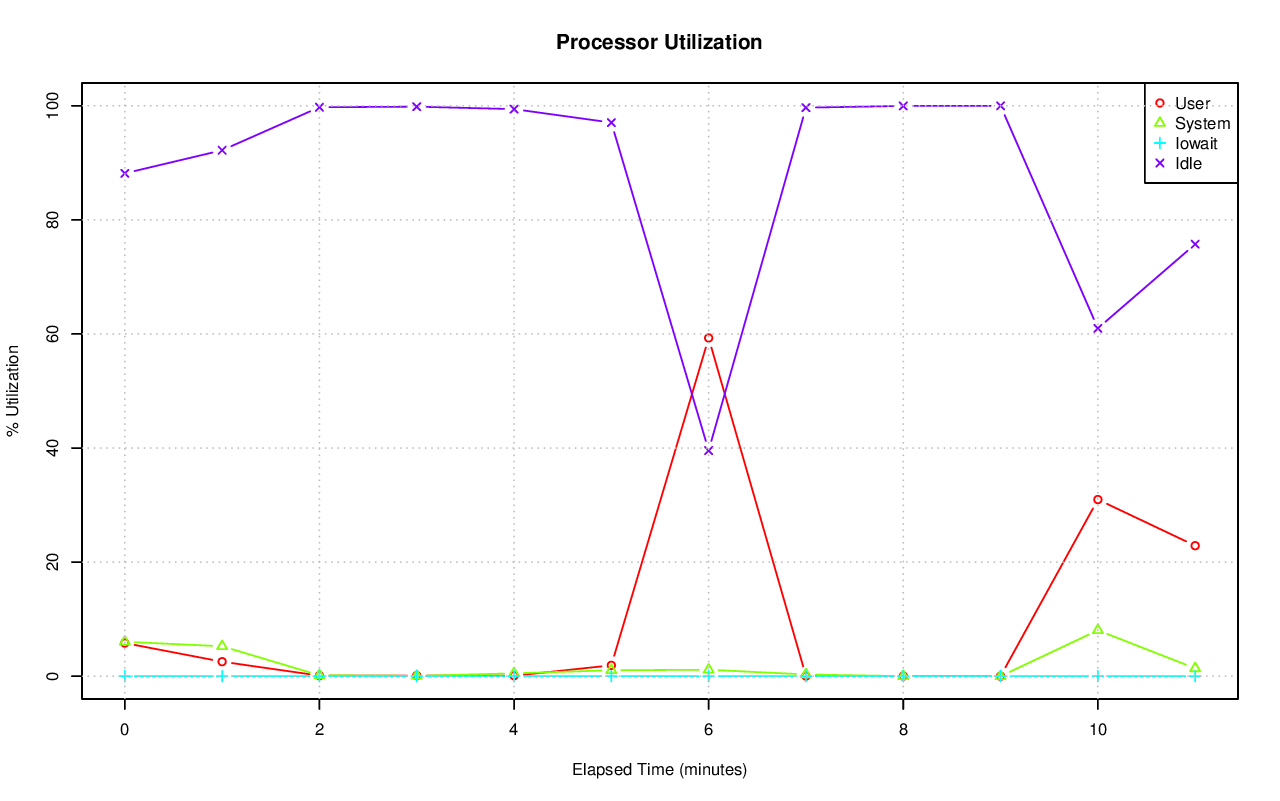 Processor Utilization
User
System
Iowait
Idle
100
80
60
40
20
0
% Utilization
0 2 4 6 8 10
Elapsed Time (minutes)